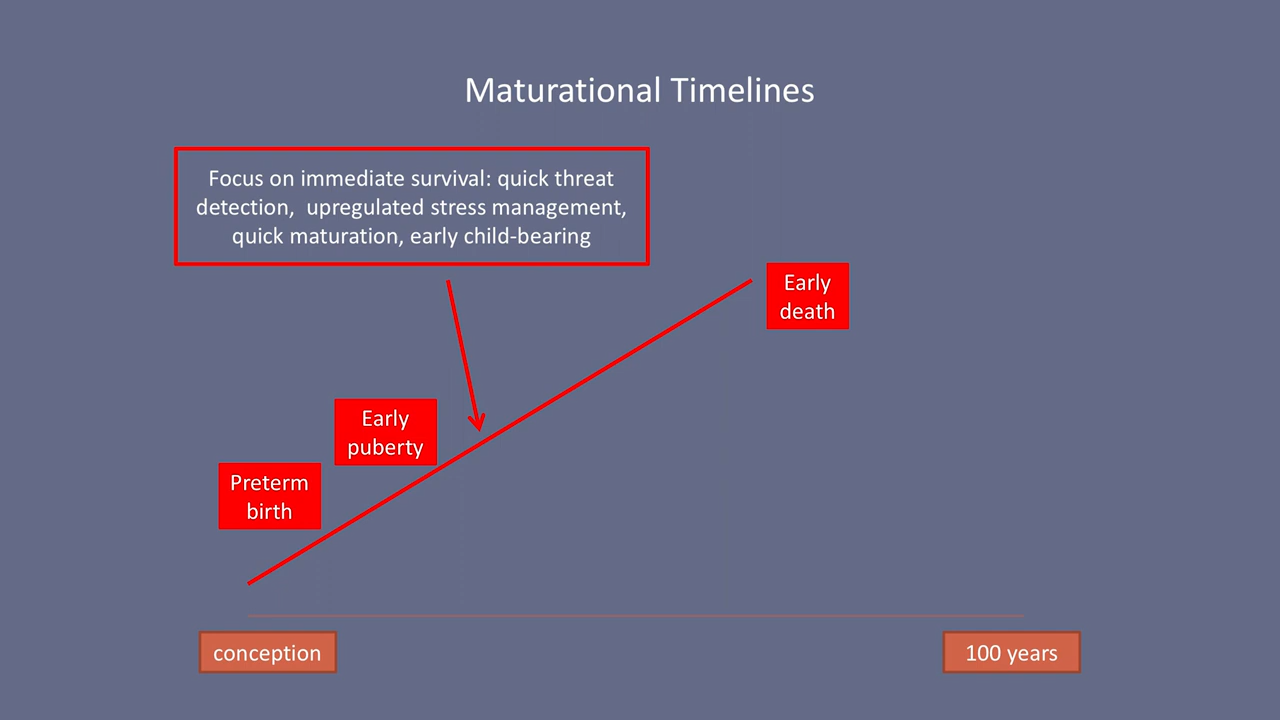 Maturational Timelines
Focus on immediate survival: quick threat
detection,  upregulated stress management,
quick maturation, early child-bearing
Early
death
Early
puberty
Preterm
birth
conception
100 years